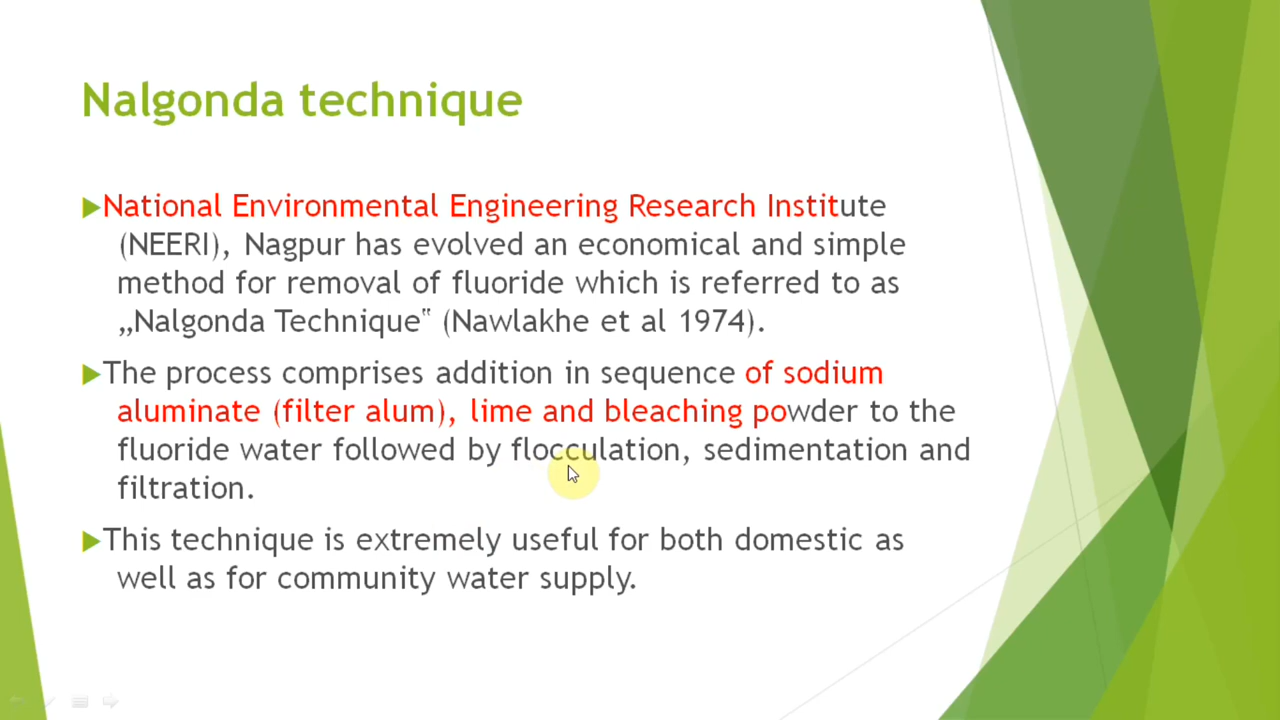 Nalgonda technique
National Environmental Engineering Research Institute
(NEERI), Nagpur has evolved an economical and simple
method for removal of fluoride which is referred to as
„Nalgonda Technique‟ (Nawlakhe et al 1974).
The process comprises addition in sequence of sodium
aluminate (filter alum), lime and bleaching powder to the
fluoride water followed by flocculation, sedimentation and
filtration.
This technique is extremely useful for both domestic as
well as for community water supply.